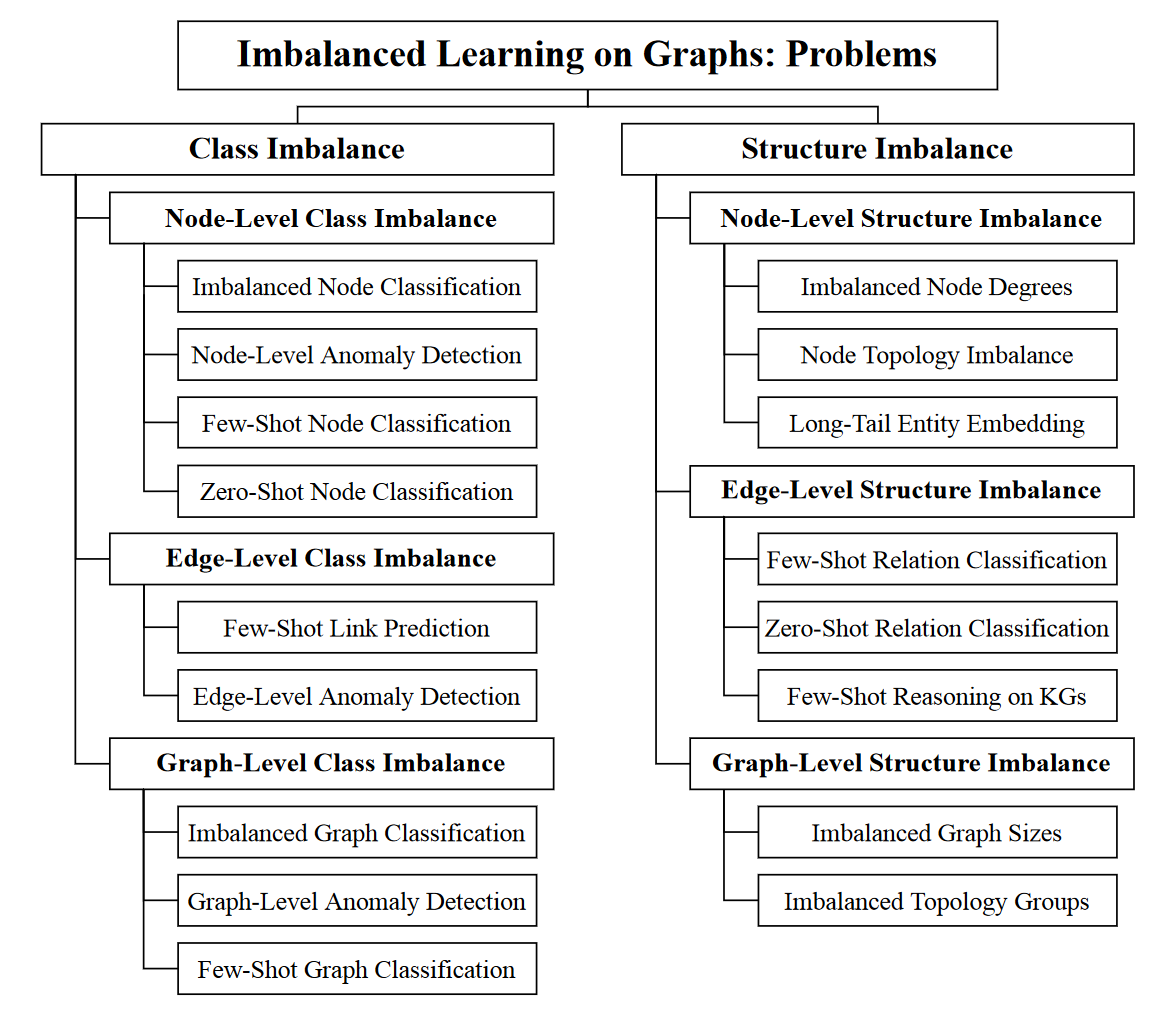 Imbalanced Learning on Graphs: Problems
Class Imbalance
Node-Level Class Imbalance
Imbalanced Node Classification
Node-Level Anomaly Detection
Few-Shot Node Classification
Zero-Shot Node Classification
Edge-Level Class Imbalance
Few-Shot Link Prediction
Edge-Level Anomaly Detection
Graph-Level Class Imbalance
Imbalanced Graph Classification
Graph-Level Anomaly Detection
Few-Shot Graph Classification
Structure Imbalance
Node-Level Structure Imbalance
Imbalanced Node Degrees
Node Topology Imbalance
Long-Tail Entity Embedding
Edge-Level Structure Imbalance
Few-Shot Relation Classification
Zero-Shot Relation Classification
Few-Shot Reasoning on KGs
Graph-Level Structure Imbalance
Imbalanced Graph Sizes
Imbalanced Topology Groups